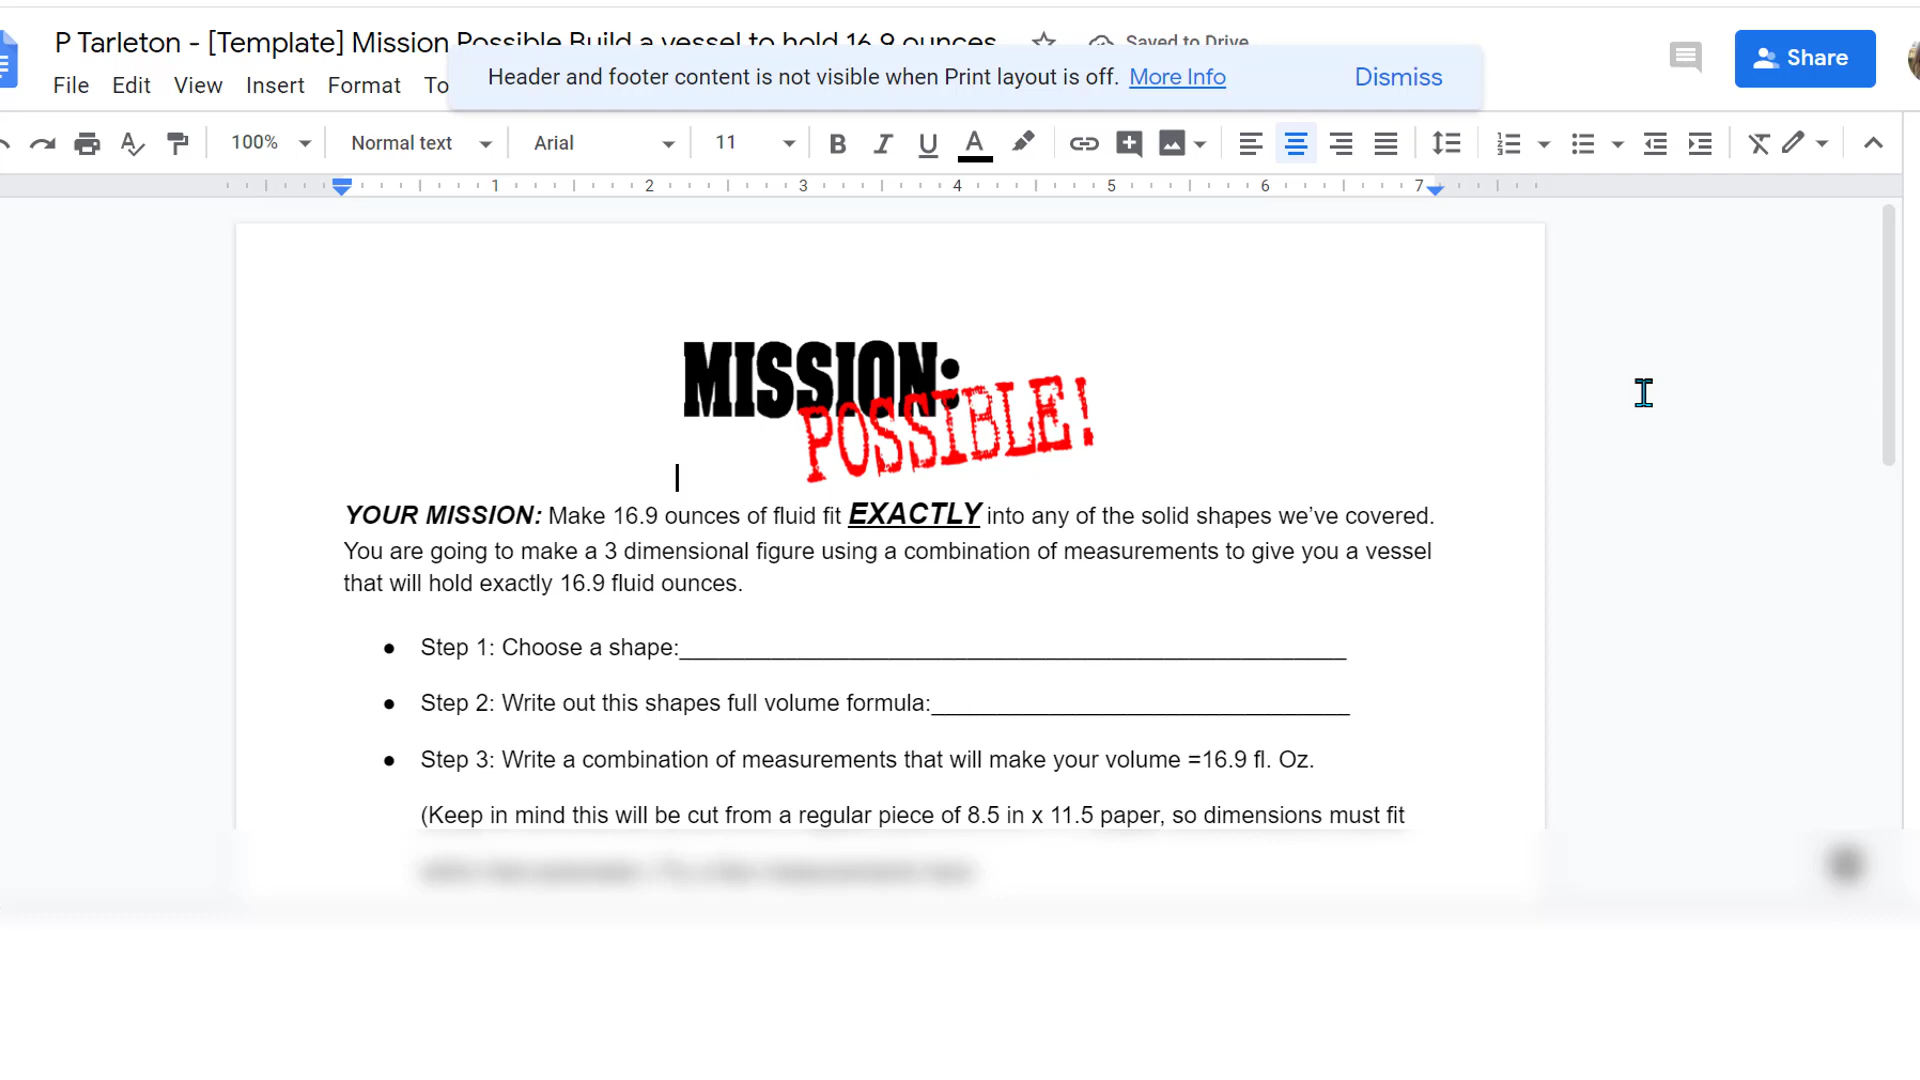 P Tarleton - [Template] Mission Possible Build a vessel to hold 16.9 ounces
Saved to Drive
Share
File Edit View Insert Format To
Header and footer content is not visible when Print layout is off. More Info Dismiss
100% Normal text Arial 11 B I U A
1 2 3 4 5 6 7
MISSION:
POSSIBLE!
YOUR MISSION: Make 16.9 ounces of fluid fit EXACTLY into any of the solid shapes we’ve covered.
You are going to make a 3 dimensional figure using a combination of measurements to give you a vessel
that will hold exactly 16.9 fluid ounces.
● Step 1: Choose a shape:___________________________________________________
● Step 2: Write out this shapes full volume formula:________________________________
● Step 3: Write a combination of measurements that will make your volume =16.9 fl. Oz.
(Keep in mind this will be cut from a regular piece of 8.5 in x 11.5 paper, so dimensions must fit